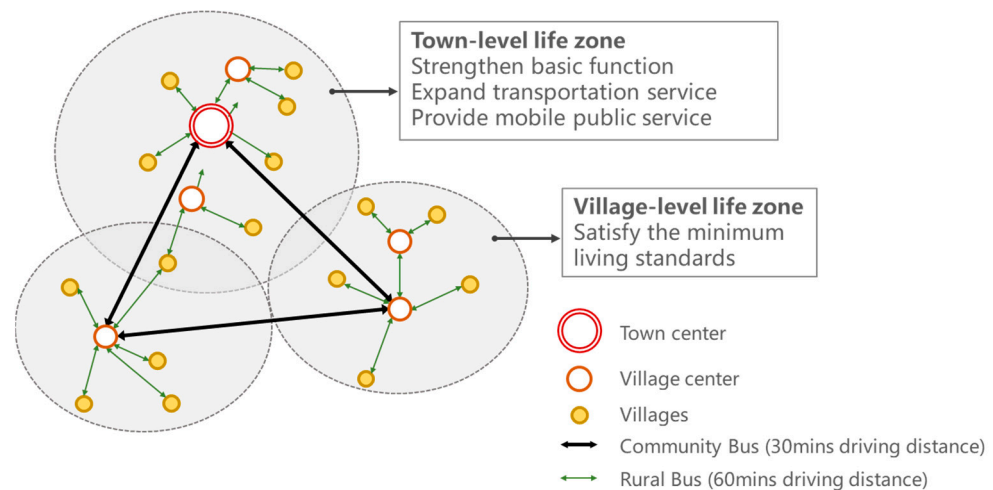 Town-level life zone
Strengthen basic function
Expand transportation service
Provide mobile public service
Village-level life zone
Satisfy the minimum
living standards
Town center
Village center
Villages
Community Bus (30mins driving distance)
Rural Bus (60mins driving distance)